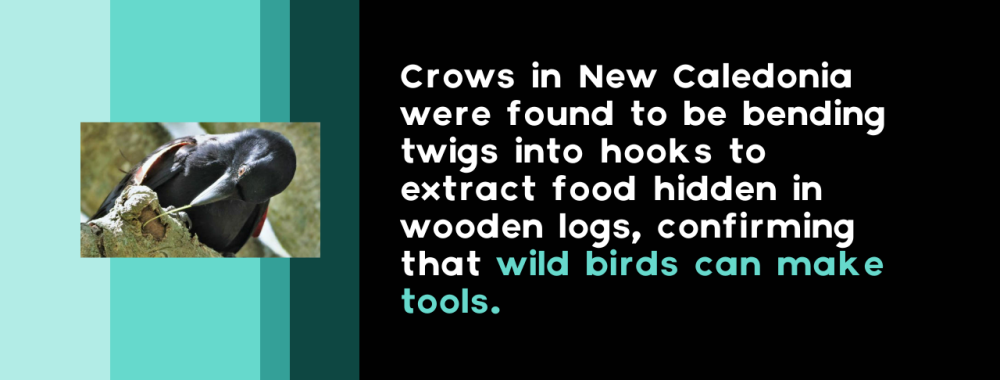 Crows in New Caledonia
were found to be bending
twigs into hooks to
extract food hidden in
wooden logs, confirming
that wild birds can make
tools.